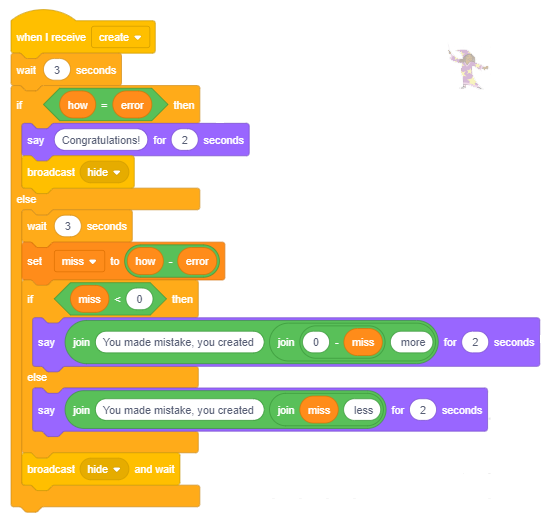 when I receive create
wait 3 seconds
if how = error then
say Congratulations! for 2 seconds
broadcast hide
else
wait 3 seconds
set miss to how - error
if miss < 0 then
say join You made mistake, you created join 0 - miss more for 2 seconds
else
say join You made mistake, you created join miss less for 2 seconds
broadcast hide and wait